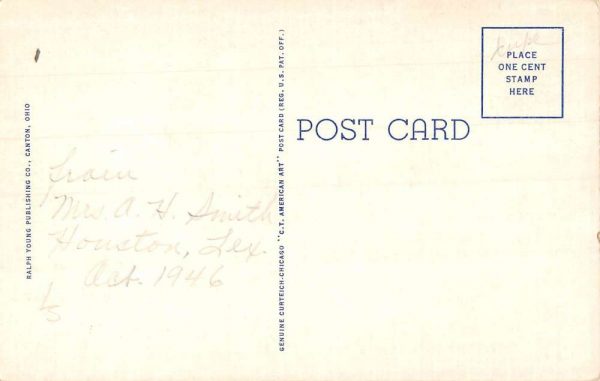 RALPH YOUNG PUBLISHING CO., CANTON, OHIO
Mrs. A. H. Smith
Houston, Tex.
Oct. 1946
GENUINE CURTEICH-CHICAGO "C.T. AMERICAN ART" POST CARD (REG. U.S. PAT. OFF.)
POST CARD
PLACE
ONE CENT
STAMP
HERE